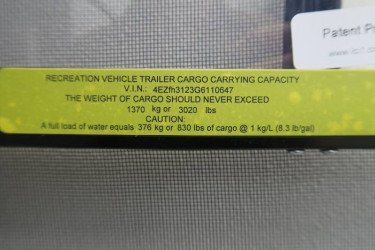 Patent P
RECREATION VEHICLE TRAILER CARGO CARRYING CAPACITY
V.I.N.: 4EZfh3123G6110647
THE WEIGHT OF CARGO SHOULD NEVER EXCEED
1370 kg or 3020 lbs
CAUTION:
A full load of water equals 376 kg or 830 lbs of cargo @ 1 kg/L (8.3 lb/gal)